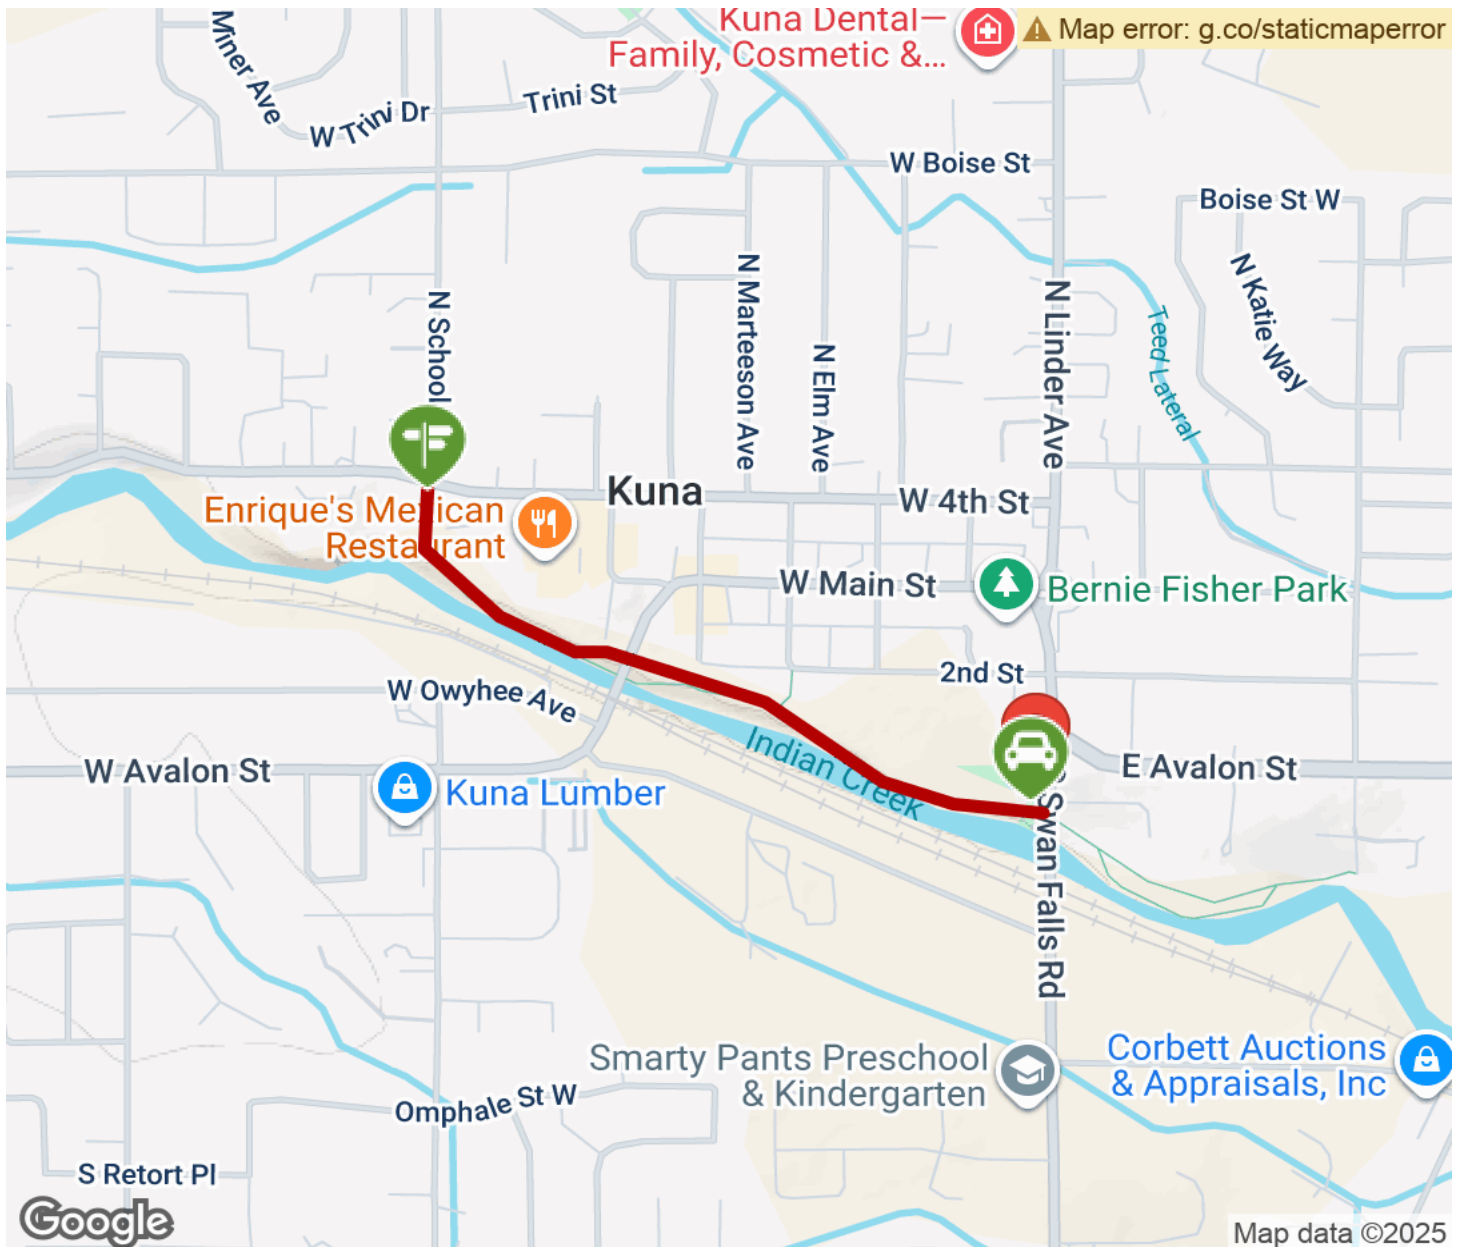 Kuna Dental—
Family, Cosmetic &...
Map error: g.co/staticmaperror
Miner Ave
W Trini Dr
Trini St
W Boise St
Boise St W
N School
N Marteeson Ave
N Elm Ave
N Linder Ave
Teed Lateral
N Katie Way
Enrique's Mexican
Restaurant
Kuna
W 4th St
W Main St
Bernie Fisher Park
2nd St
W Owyhee Ave
W Avalon St
Kuna Lumber
Indian Creek
E Avalon St
Swan Falls Rd
Smarty Pants Preschool
& Kindergarten
Corbett Auctions
& Appraisals, Inc
Omphale St W
S Retort Pl
Google
Map data ©2025